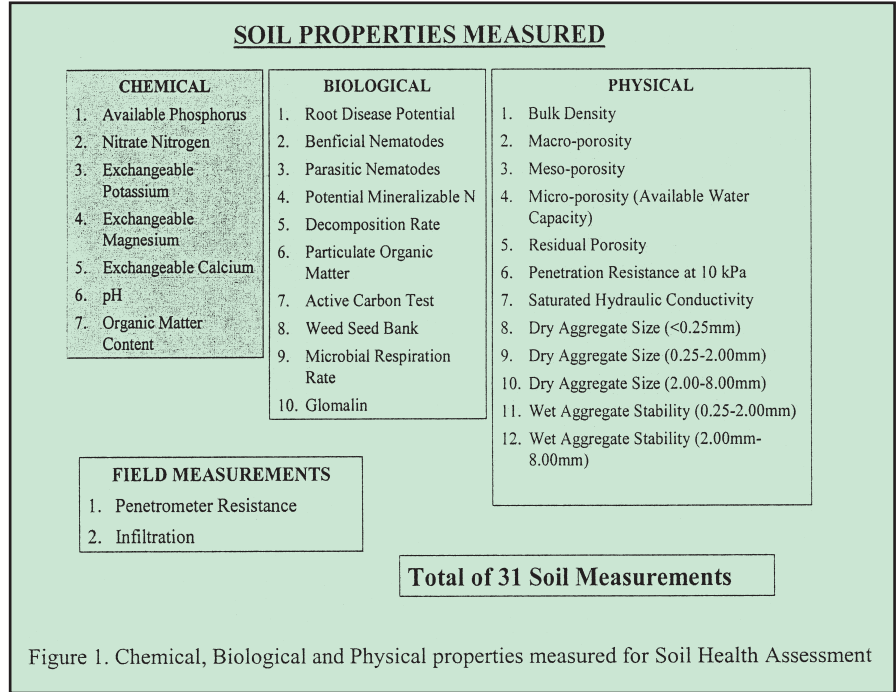 SOIL PROPERTIES MEASURED
CHEMICAL
1. Available Phosphorus
2. Nitrate Nitrogen
3. Exchangeable
Potassium
4. Exchangeable
Magnesium
5. Exchangeable Calcium
6. pH
7. Organic Matter
Content
BIOLOGICAL
1. Root Disease Potential
2. Benficial Nematodes
3. Parasitic Nematodes
4. Potential Mineralizable N
5. Decomposition Rate
6. Particulate Organic
Matter
7. Active Carbon Test
8. Weed Seed Bank
9. Microbial Respiration
Rate
10. Glomalin
PHYSICAL
1. Bulk Density
2. Macro-porosity
3. Meso-porosity
4. Micro-porosity (Available Water
Capacity)
5. Residual Porosity
6. Penetration Resistance at 10 kPa
7. Saturated Hydraulic Conductivity
8. Dry Aggregate Size (<0.25mm)
9. Dry Aggregate Size (0.25-2.00mm)
10. Dry Aggregate Size (2.00-8.00mm)
11. Wet Aggregate Stability (0.25-2.00mm)
12. Wet Aggregate Stability (2.00mm-
8.00mm)
FIELD MEASUREMENTS
1. Penetrometer Resistance
2. Infiltration
Total of 31 Soil Measurements
Figure 1. Chemical, Biological and Physical properties measured for Soil Health Assessment